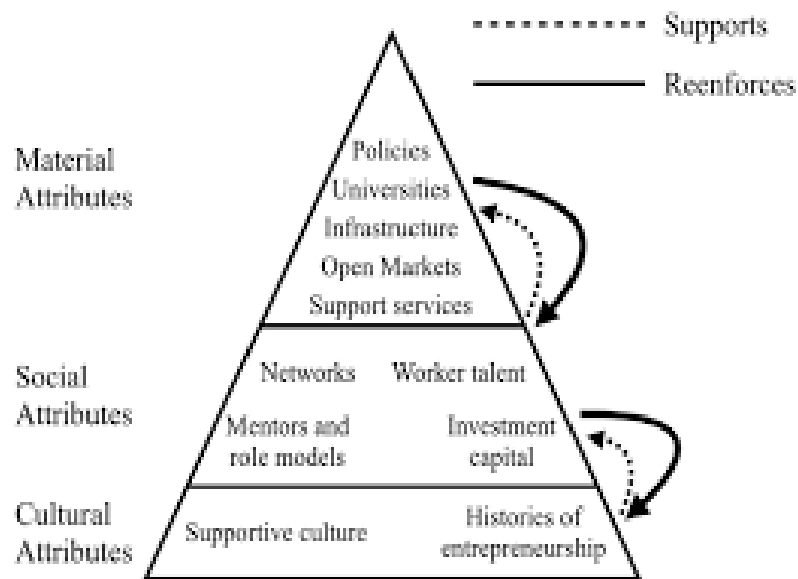 Supports
Reenforces
Material
Attributes
Policies
Universities
Infrastructure
Open Markets
Support services
Social
Attributes
Networks
Worker talent
Mentors and
role models
Investment
capital
Cultural
Attributes
Supportive culture
Histories of
entrepreneurship